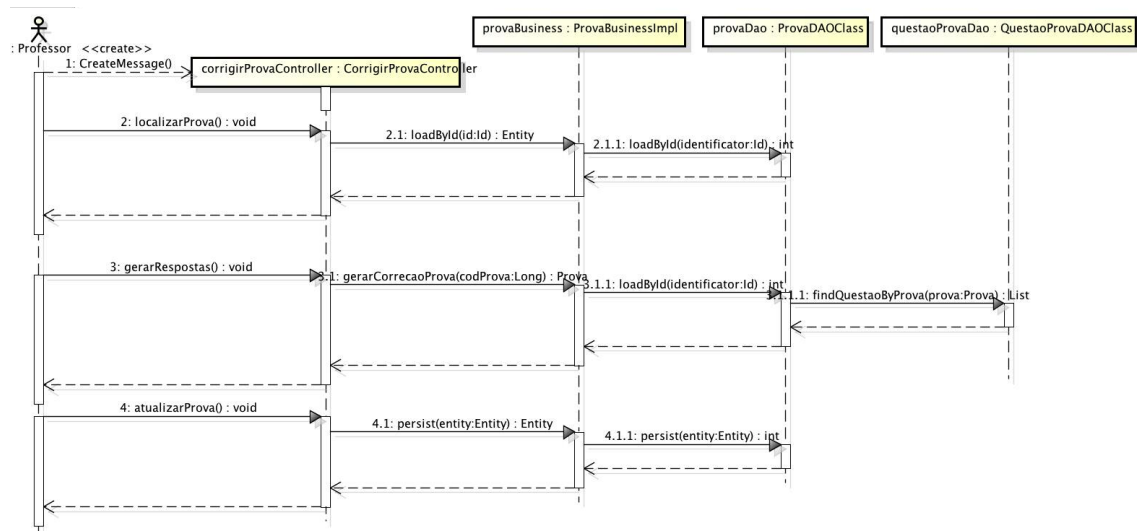 provaBusiness : ProvaBusinessImpl
provaDao : ProvaDAOClass
questaoProvaDao : QuestaoProvaDAOClass
: Professor
<<create>>
1: CreateMessage()
corrigirProvaController : CorrigirProvaController
2: localizarProva() : void
2.1: loadById(id:Id) : Entity
2.1.1: loadById(identificator:Id) : int
3: gerarRespostas() : void
3.1: gerarCorrecaoProva(codProva:Long) : Prova
3.1.1: loadById(identificator:Id) : int
3.1.1.1: findQuestaoByProva(prova:Prova) : List
4: atualizarProva() : void
4.1: persist(entity:Entity) : Entity
4.1.1: persist(entity:Entity) : int